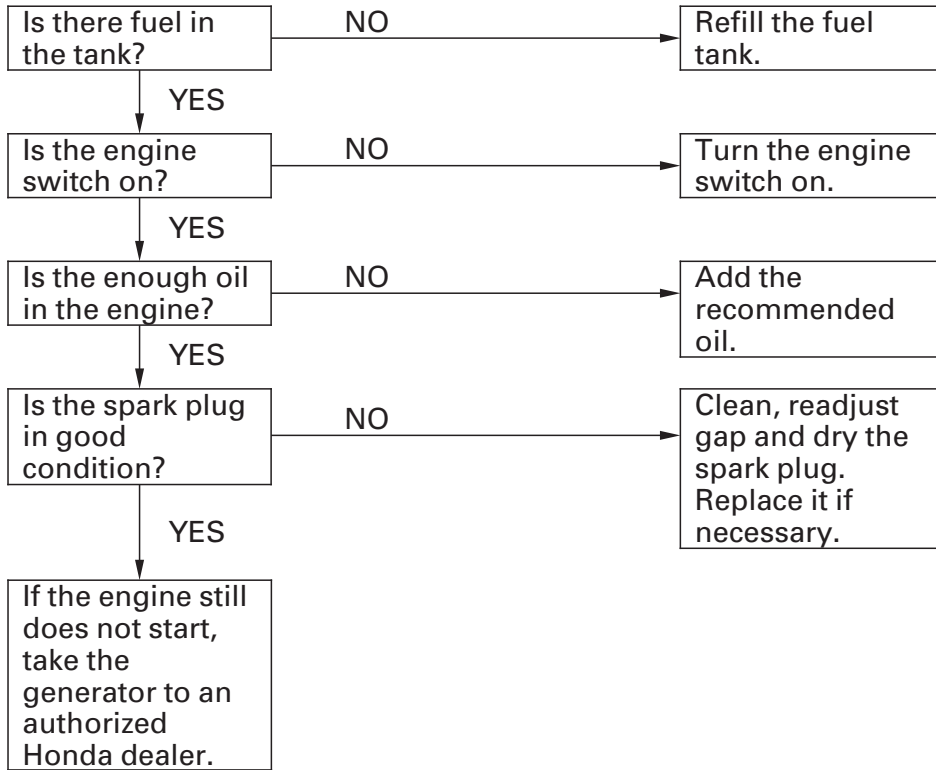 Is there fuel in
the tank?
NO
Refill the fuel
tank.
YES
Is the engine
switch on?
NO
Turn the engine
switch on.
YES
Is the enough oil
in the engine?
NO
Add the
recommended
oil.
YES
Is the spark plug
in good
condition?
NO
Clean, readjust
gap and dry the
spark plug.
Replace it if
necessary.
YES
If the engine still
does not start,
take the
generator to an
authorized
Honda dealer.